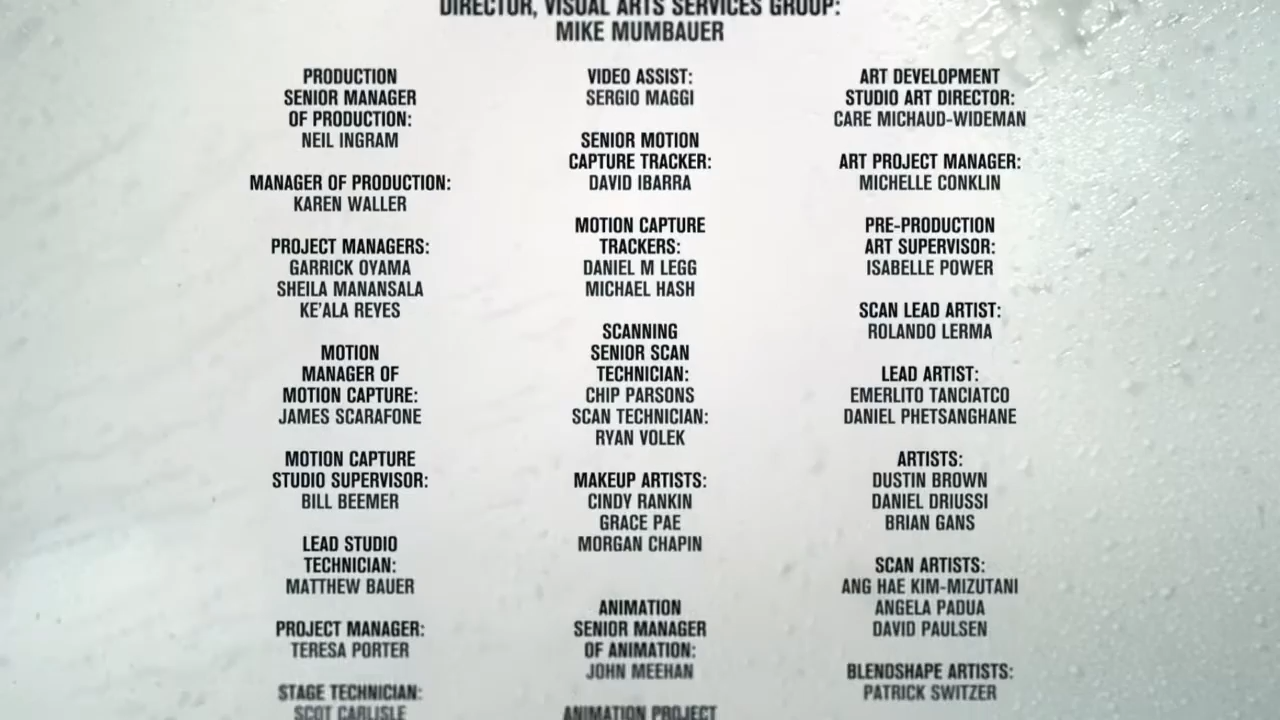 DIRECTOR, VISUAL ARTS SERVICES GROUP:
MIKE MUMBAUER
PRODUCTION
SENIOR MANAGER
OF PRODUCTION:
NEIL INGRAM
MANAGER OF PRODUCTION:
KAREN WALLER
PROJECT MANAGERS:
GARRICK OYAMA
SHEILA MANANSALA
KE'ALA REYES
MOTION
MANAGER OF
MOTION CAPTURE:
JAMES SCARAFONE
MOTION CAPTURE
STUDIO SUPERVISOR:
BILL BEEMER
LEAD STUDIO
TECHNICIAN:
MATTHEW BAUER
PROJECT MANAGER:
TERESA PORTER
STAGE TECHNICIAN:
SCOT CARLISLE
VIDEO ASSIST:
SERGIO MAGGI
SENIOR MOTION
CAPTURE TRACKER:
DAVID IBARRA
MOTION CAPTURE
TRACKERS:
DANIEL M LEGG
MICHAEL HASH
SCANNING
SENIOR SCAN
TECHNICIAN:
CHIP PARSONS
SCAN TECHNICIAN:
RYAN VOLEK
MAKEUP ARTISTS:
CINDY RANKIN
GRACE PAE
MORGAN CHAPIN
ANIMATION
SENIOR MANAGER
OF ANIMATION:
JOHN MEEHAN
ANIMATION PROJECT
ART DEVELOPMENT
STUDIO ART DIRECTOR:
CARE MICHAUD-WIDEMAN
ART PROJECT MANAGER:
MICHELLE CONKLIN
PRE-PRODUCTION
ART SUPERVISOR:
ISABELLE POWER
SCAN LEAD ARTIST:
ROLANDO LERMA
LEAD ARTIST:
EMERLITO TANCIATCO
DANIEL PHETSANGHANE
ARTISTS:
DUSTIN BROWN
DANIEL DRIUSSI
BRIAN GANS
SCAN ARTISTS:
ANG HAE KIM-MIZUTANI
ANGELA PADUA
DAVID PAULSEN
BLENDSHAPE ARTISTS:
PATRICK SWITZER